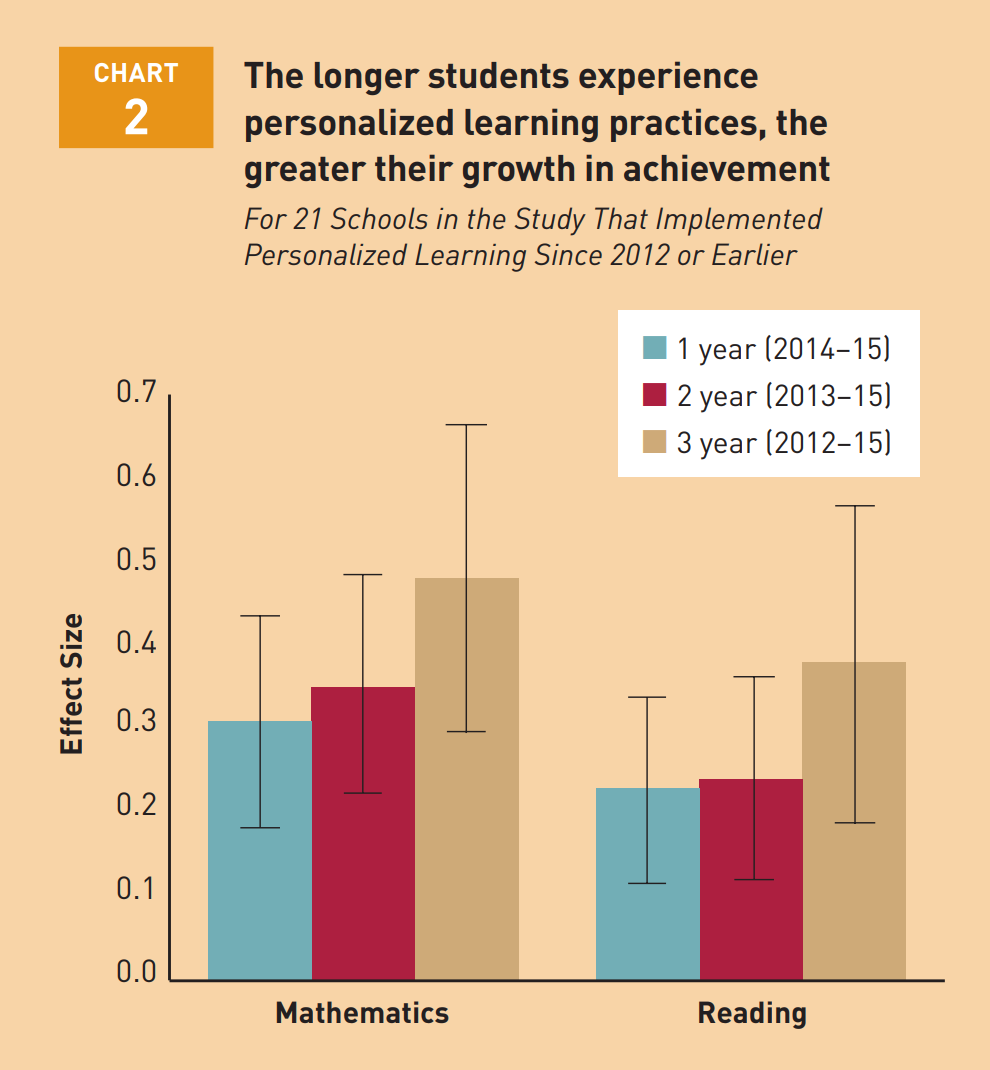 CHART
2
The longer students experience
personalized learning practices, the
greater their growth in achievement
For 21 Schools in the Study That Implemented
Personalized Learning Since 2012 or Earlier
1 year (2014–15)
2 year (2013–15)
3 year (2012–15)
0.7
0.6
0.5
0.4
0.3
0.2
0.1
0.0
Effect Size
Mathematics
Reading